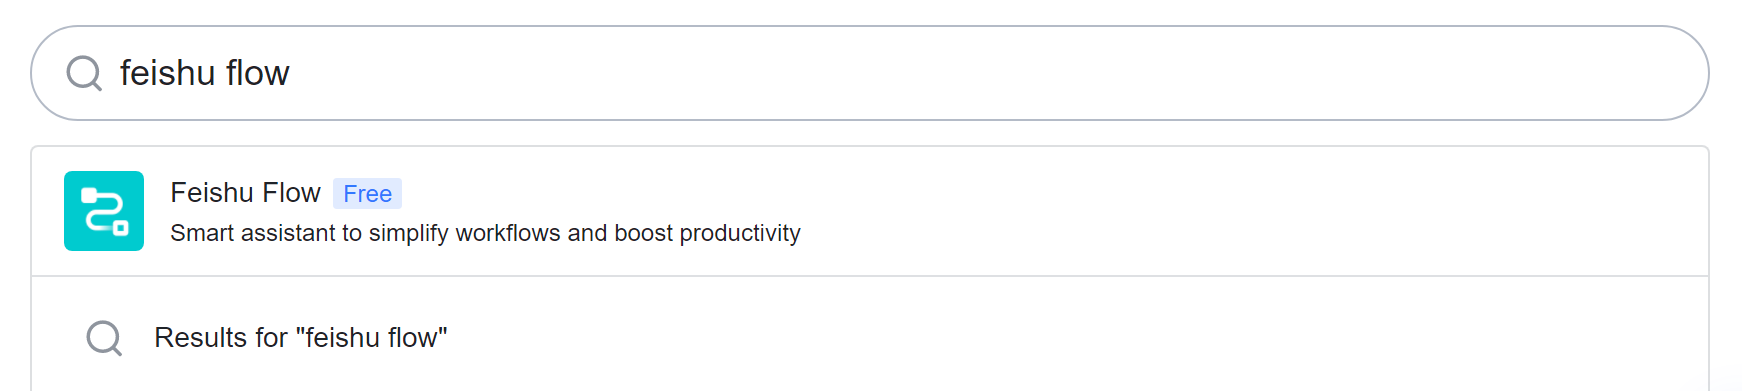 feishu flow
Feishu Flow Free
Smart assistant to simplify workflows and boost productivity
Results for "feishu flow"